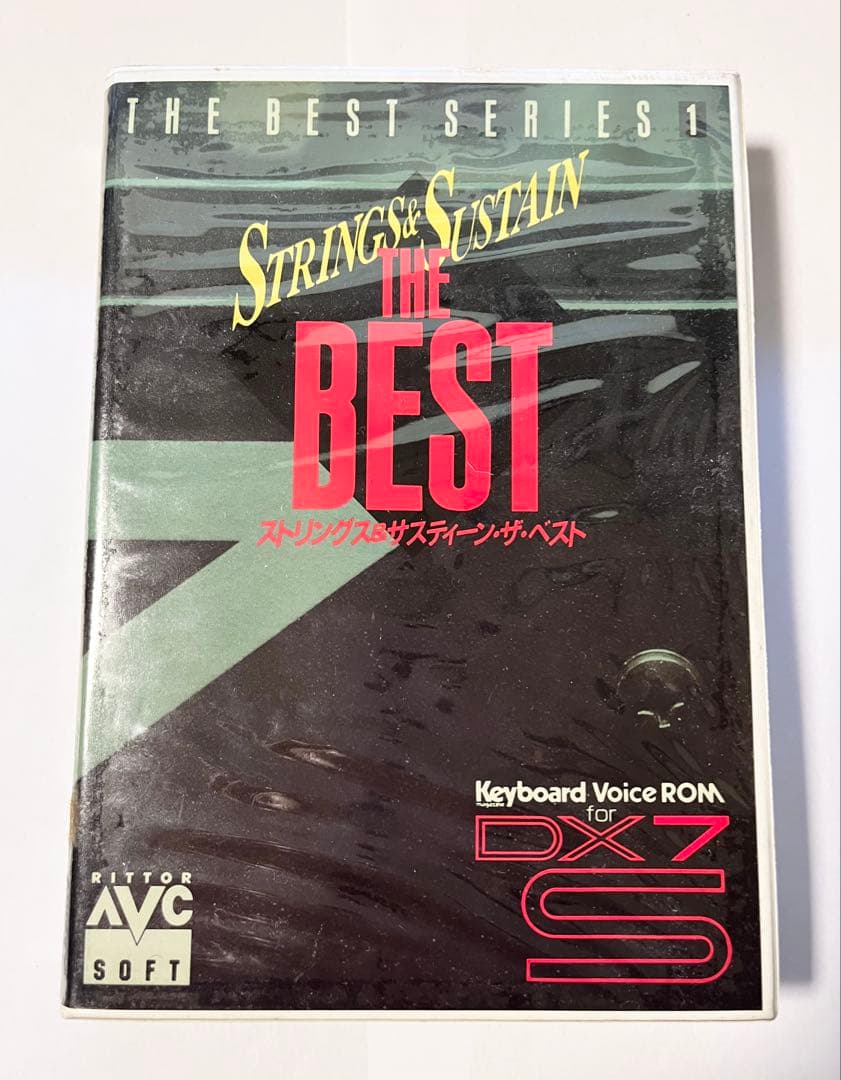 THE BEST SERIES 1
STRINGS & SUSTAIN
THE
BEST
ストリングス&サスティーン・ザ・ベスト
Keyboard Voice ROM
magazine
for
DX7
S
RITTOR
AVC
SOFT